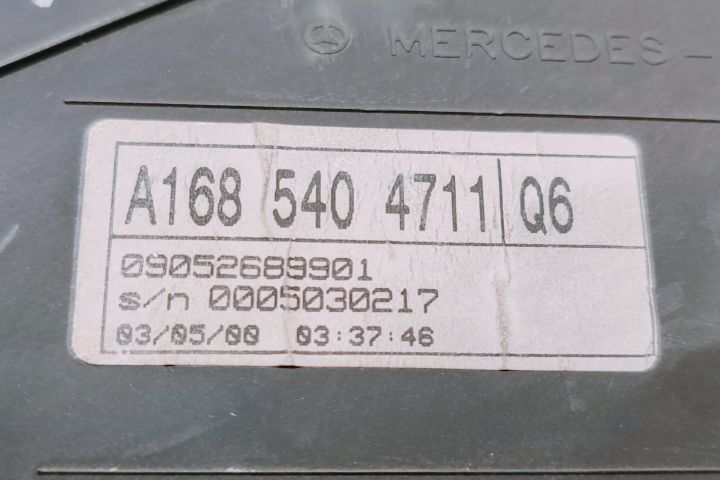 MERCEDES-
A168 540 4711 Q6
09052689901
s/n 0005030217
03/05/00 03:37:46